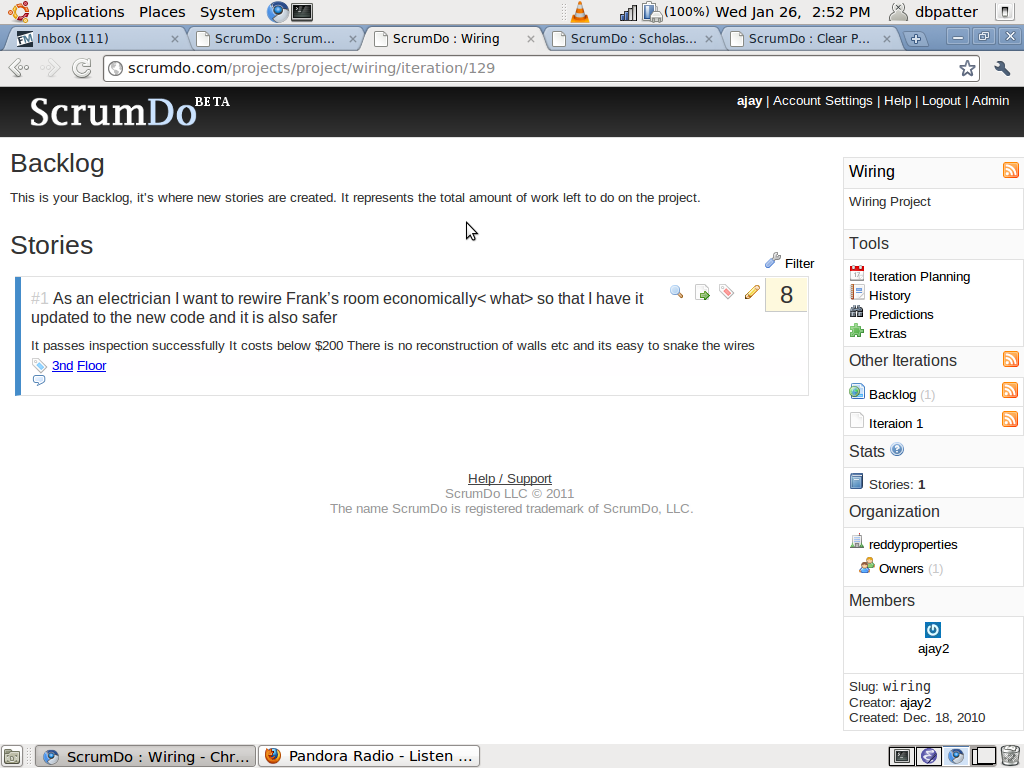 Applications Places System (100%) Wed Jan 26, 2:52 PM dbpatter
Inbox (111) ScrumDo : Scrum... ScrumDo : Wiring ScrumDo : Scholas... ScrumDo : Clear P...
scrumdo.com/projects/project/wiring/iteration/129
ScrumDo BETA
ajay | Account Settings | Help | Logout | Admin
Backlog
This is your Backlog, it's where new stories are created. It represents the total amount of work left to do on the project.
Stories
Filter
#1 As an electrician I want to rewire Frank's room economically< what> so that I have it
updated to the new code and it is also safer
8
It passes inspection successfully It costs below $200 There is no reconstruction of walls etc and its easy to snake the wires
3nd Floor
Help / Support
ScrumDo LLC © 2011
The name ScrumDo is registered trademark of ScrumDo, LLC.
Wiring
Wiring Project
Tools
Iteration Planning
History
Predictions
Extras
Other Iterations
Backlog (1)
Iteraion 1
Stats
Stories: 1
Organization
reddyproperties
Owners (1)
Members
ajay2
Slug: wiring
Creator: ajay2
Created: Dec. 18, 2010
ScrumDo : Wiring - Chr... Pandora Radio - Listen ...